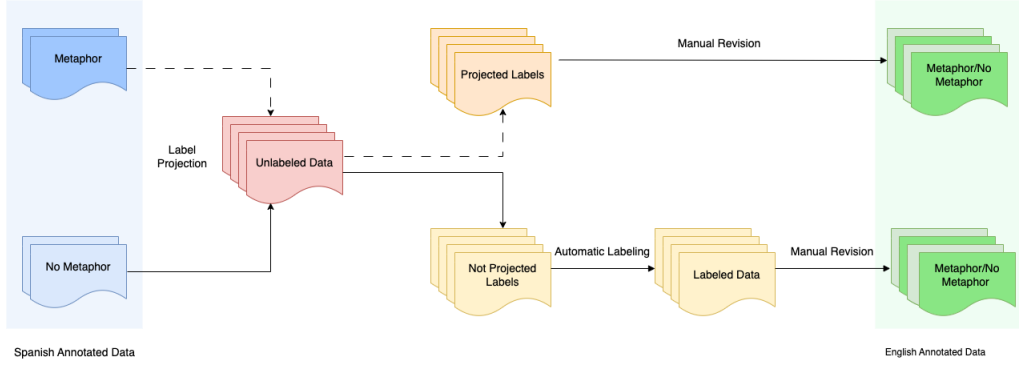 Metaphor
Label
Projection
Unlabeled Data
No Metaphor
Spanish Annotated Data
Projected Labels
Manual Revision
Metaphor/No
Metaphor
Not Projected
Labels
Automatic Labeling
Labeled Data
Manual Revision
Metaphor/No
Metaphor
English Annotated Data